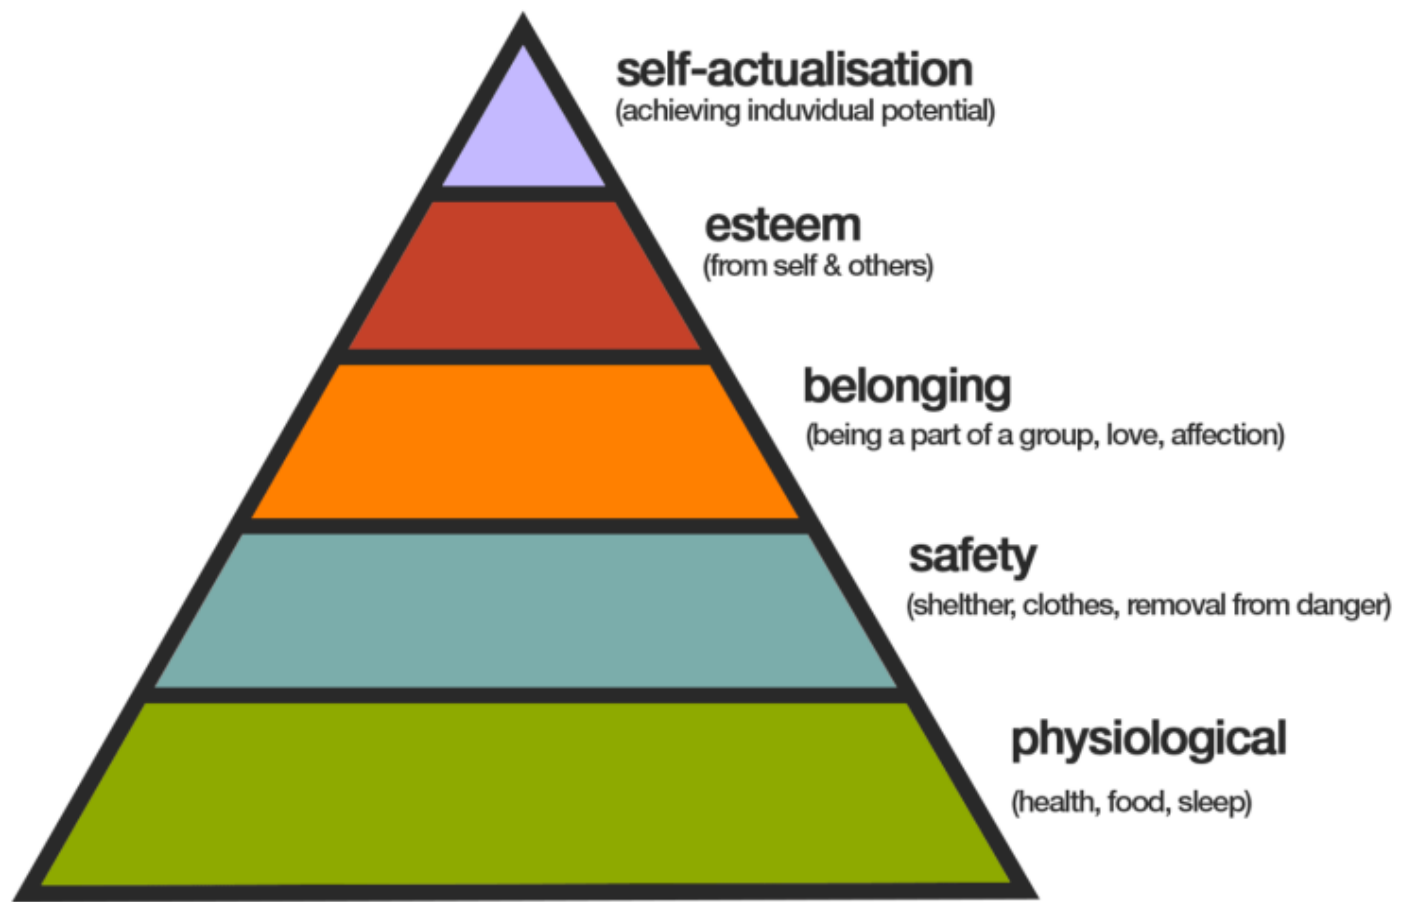 self-actualisation
(achieving induvidual potential)
esteem
(from self & others)
belonging
(being a part of a group, love, affection)
safety
(shelther, clothes, removal from danger)
physiological
(health, food, sleep)